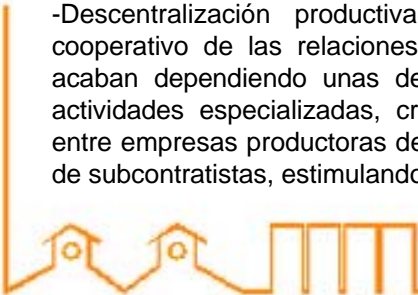 -Descentralización productiva
cooperativo de las relaciones
acaban dependiendo unas de
actividades especializadas, cr
entre empresas productoras de
de subcontratistas, estimulando